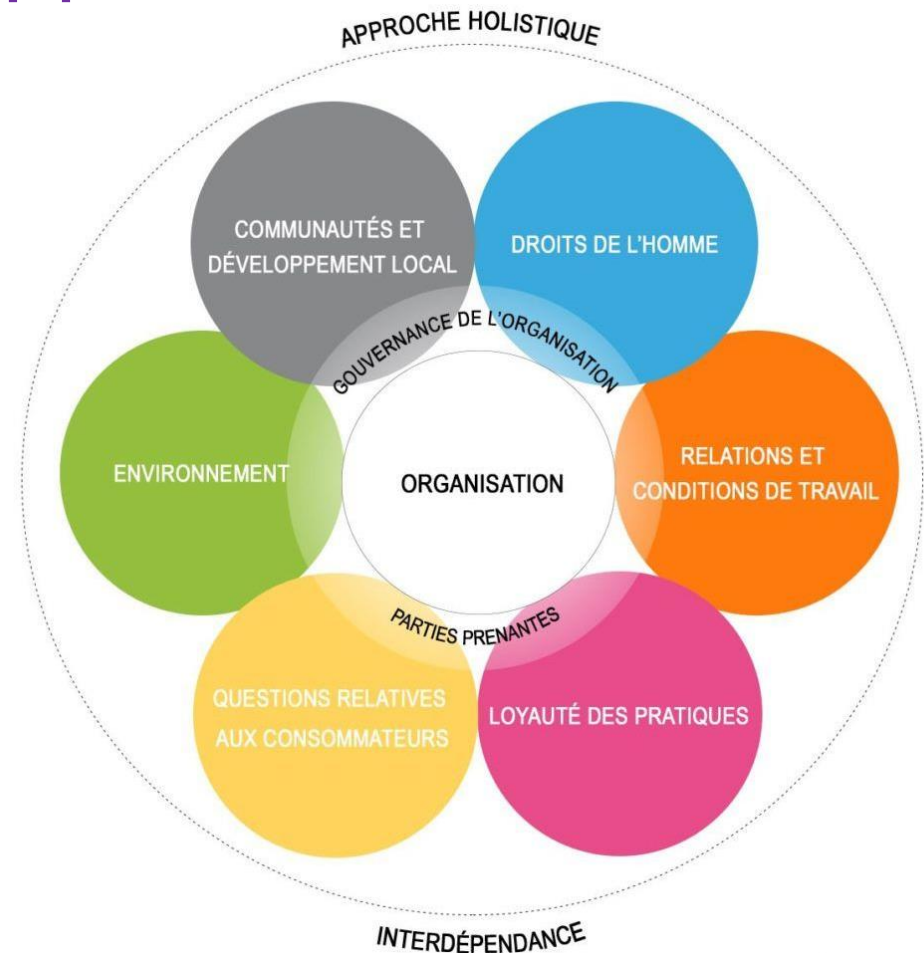 APPROCHE HOLISTIQUE
COMMUNAUTÉS ET
DÉVELOPPEMENT LOCAL
DROITS DE L'HOMME
GOUVERNANCE DE L'ORGANISATION
ENVIRONNEMENT
ORGANISATION
RELATIONS ET
CONDITIONS DE TRAVAIL
PARTIES PRENANTES
QUESTIONS RELATIVES
AUX CONSOMMATEURS
LOYAUTÉ DES PRATIQUES
INTERDÉPENDANCE